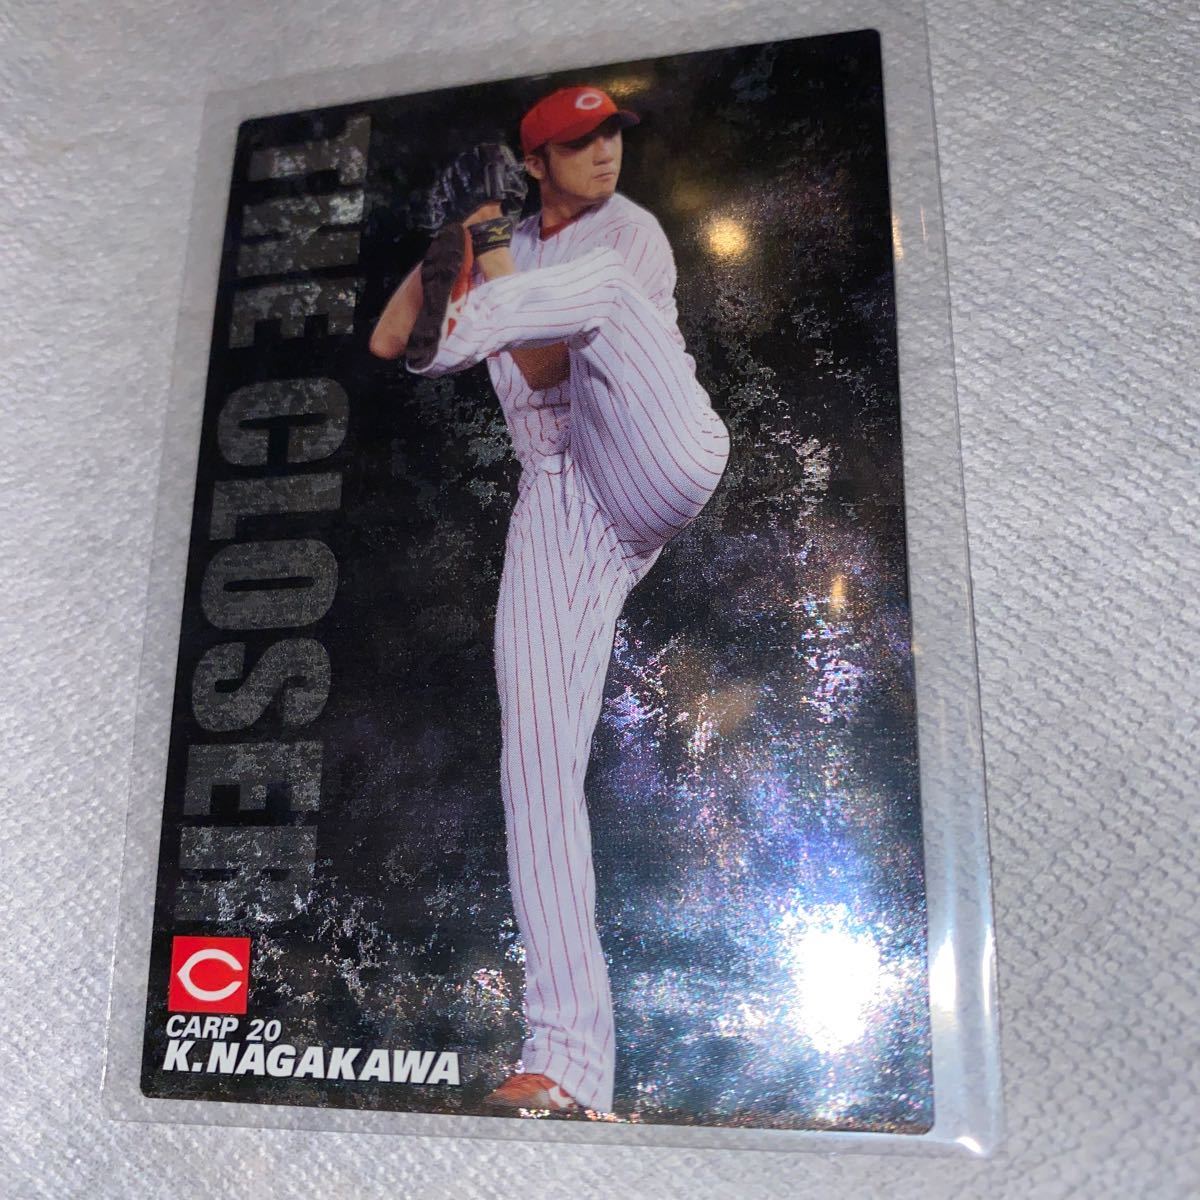 THE CLOSER
C
C
CARP 20
K.NAGAKAWA